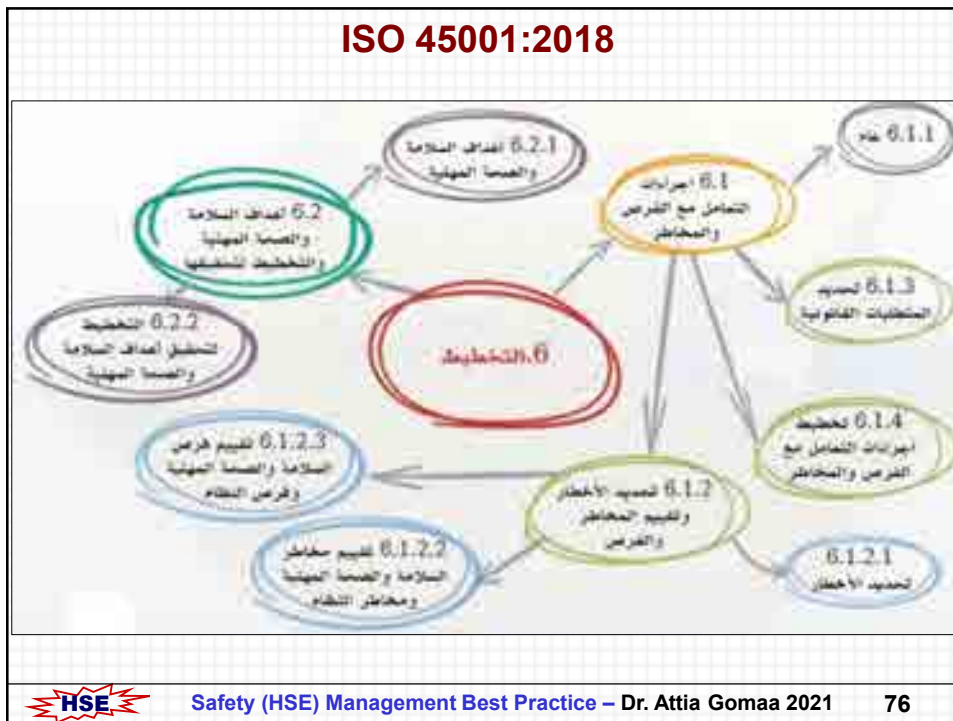 ISO 45001:2018
6.1.1 عام
6.2.1 أهداف السلامة
والصحة المهنية
6.1 اجراءات
التعامل مع الفرص
والمخاطر
6.2 أهداف السلامة
والصحة المهنية
والتخطيط لتحقيقها
6.1.3 تحديد
المتطلبات القانونية
6.2.2 التخطيط
لتحقيق أهداف السلامة
والصحة المهنية
6.التخطيط
6.1.4 تخطيط
اجراءات التعامل مع
الفرص والمخاطر
6.1.2.3 تقييم فرص
السلامة والصحة المهنية
وفرص النظام
6.1.2 تحديد الأخطار
وتقييم المخاطر
والفرص
6.1.2.2 تقييم مخاطر
السلامة والصحة المهنية
ومخاطر النظام
6.1.2.1
تحديد الأخطار
HSE
Safety (HSE) Management Best Practice – Dr. Attia Gomaa 2021
76